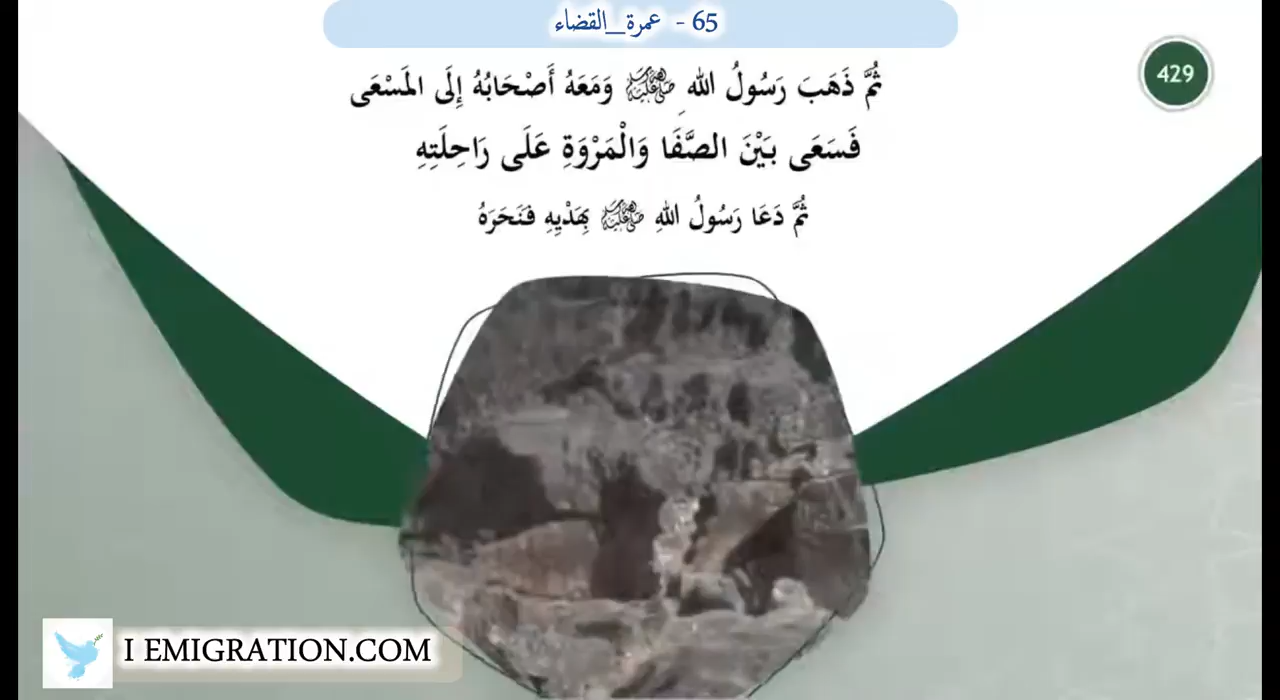 65 - عمرة_القضاء
429
ثُمَّ ذَهَبَ رَسُولُ اللهِ ﷺ وَمَعَهُ أَصْحَابُهُ إِلَى المَسْعَى
فَسَعَى بَيْنَ الصَّفَا وَالْمَرْوَةِ عَلَى رَاحِلَتِهِ
ثُمَّ دَعَا رَسُولُ اللهِ ﷺ بِهَدْيِهِ فَنَحَرَهُ
I EMIGRATION.COM